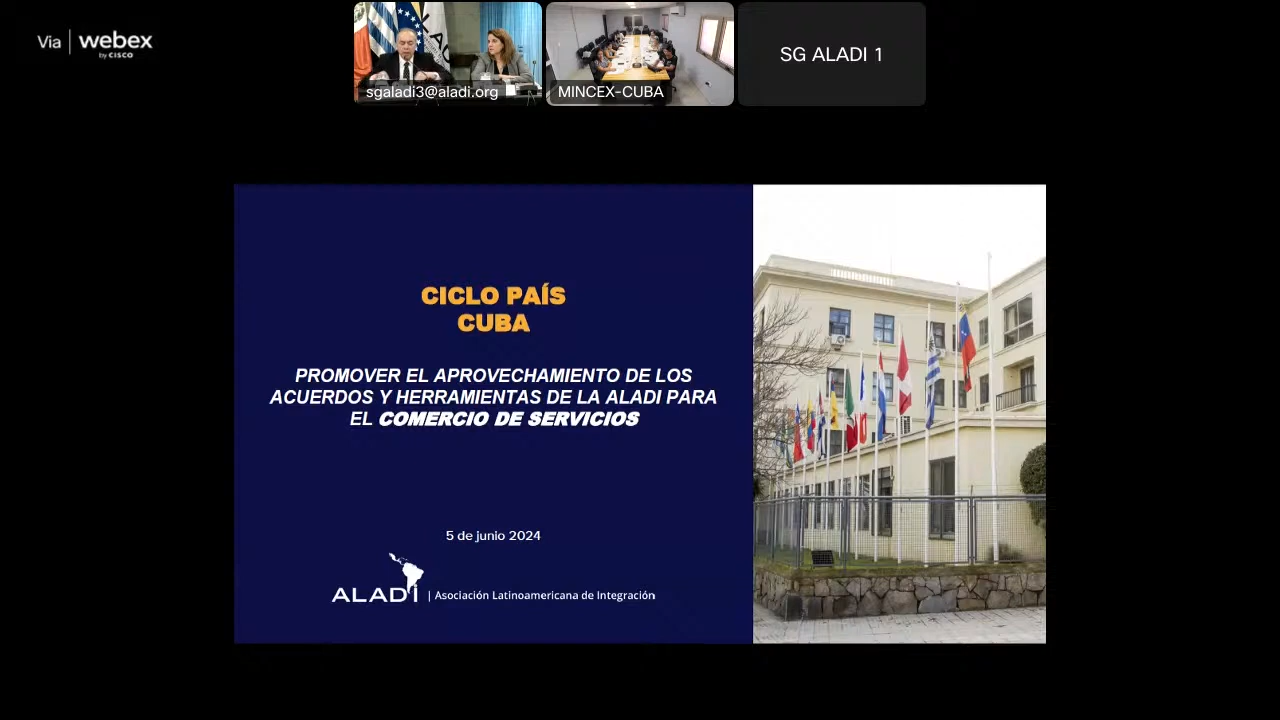 Via | webex
by CISCO
sgaladi3@aladi.org
MINCEX-CUBA
SG ALADI 1
CICLO PAÍS
CUBA
PROMOVER EL APROVECHAMIENTO DE LOS
ACUERDOS Y HERRAMIENTAS DE LA ALADI PARA
EL COMERCIO DE SERVICIOS
5 de junio 2024
ALADI | Asociación Latinoamericana de Integración